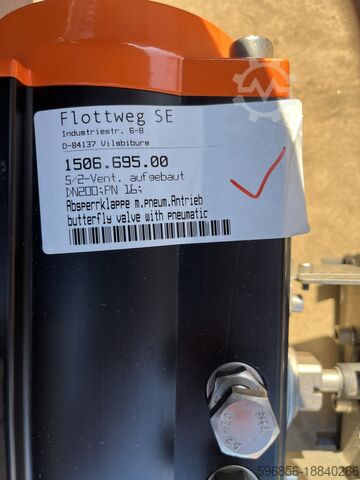 Flottweg SE
Industriestr. 6-8
D-84137 Vilsbiburg
1506.695.00
5/2-Vent. aufgebaut
DN200;PN 16;
Absperrklappe m.pneum.Antrieb
butterfly valve with pneumatic
596856-18840266